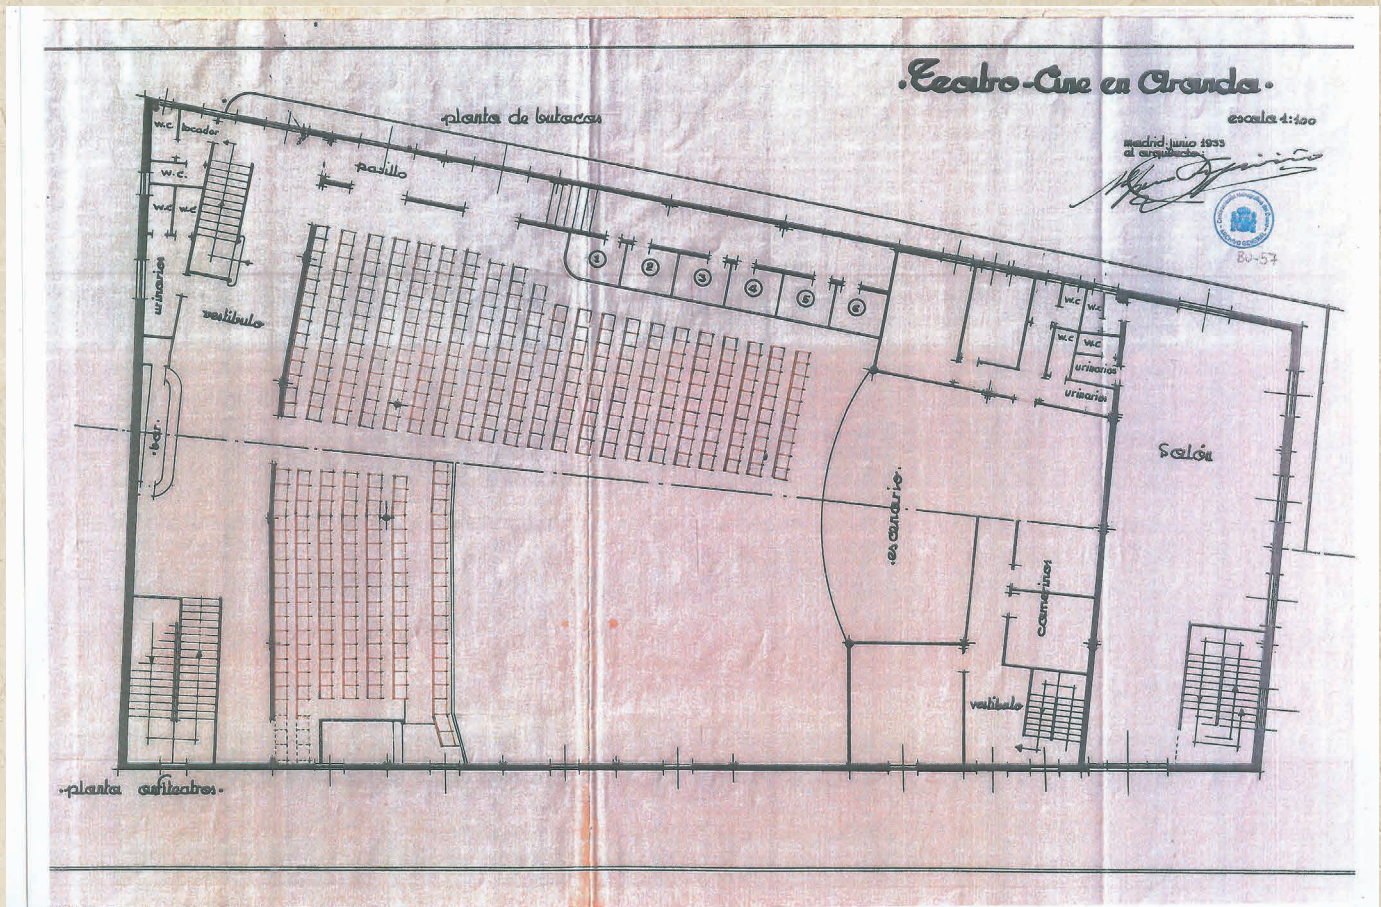 ·Teatro-Cine en Aranda·
escala 1:100
madrid-junio 1933
el arquitecto:
BU-57
planta de butacas
w.c
tocador
w.c.
w.c
w.c
urinarios
pasillo
vestíbulo
·bar·
1
2
3
4
5
6
w.c
w.c
w.c
w.c
urinarios
urinarios
Salón
·escenario·
camerinos
vestíbulo
·planta anfiteatros·